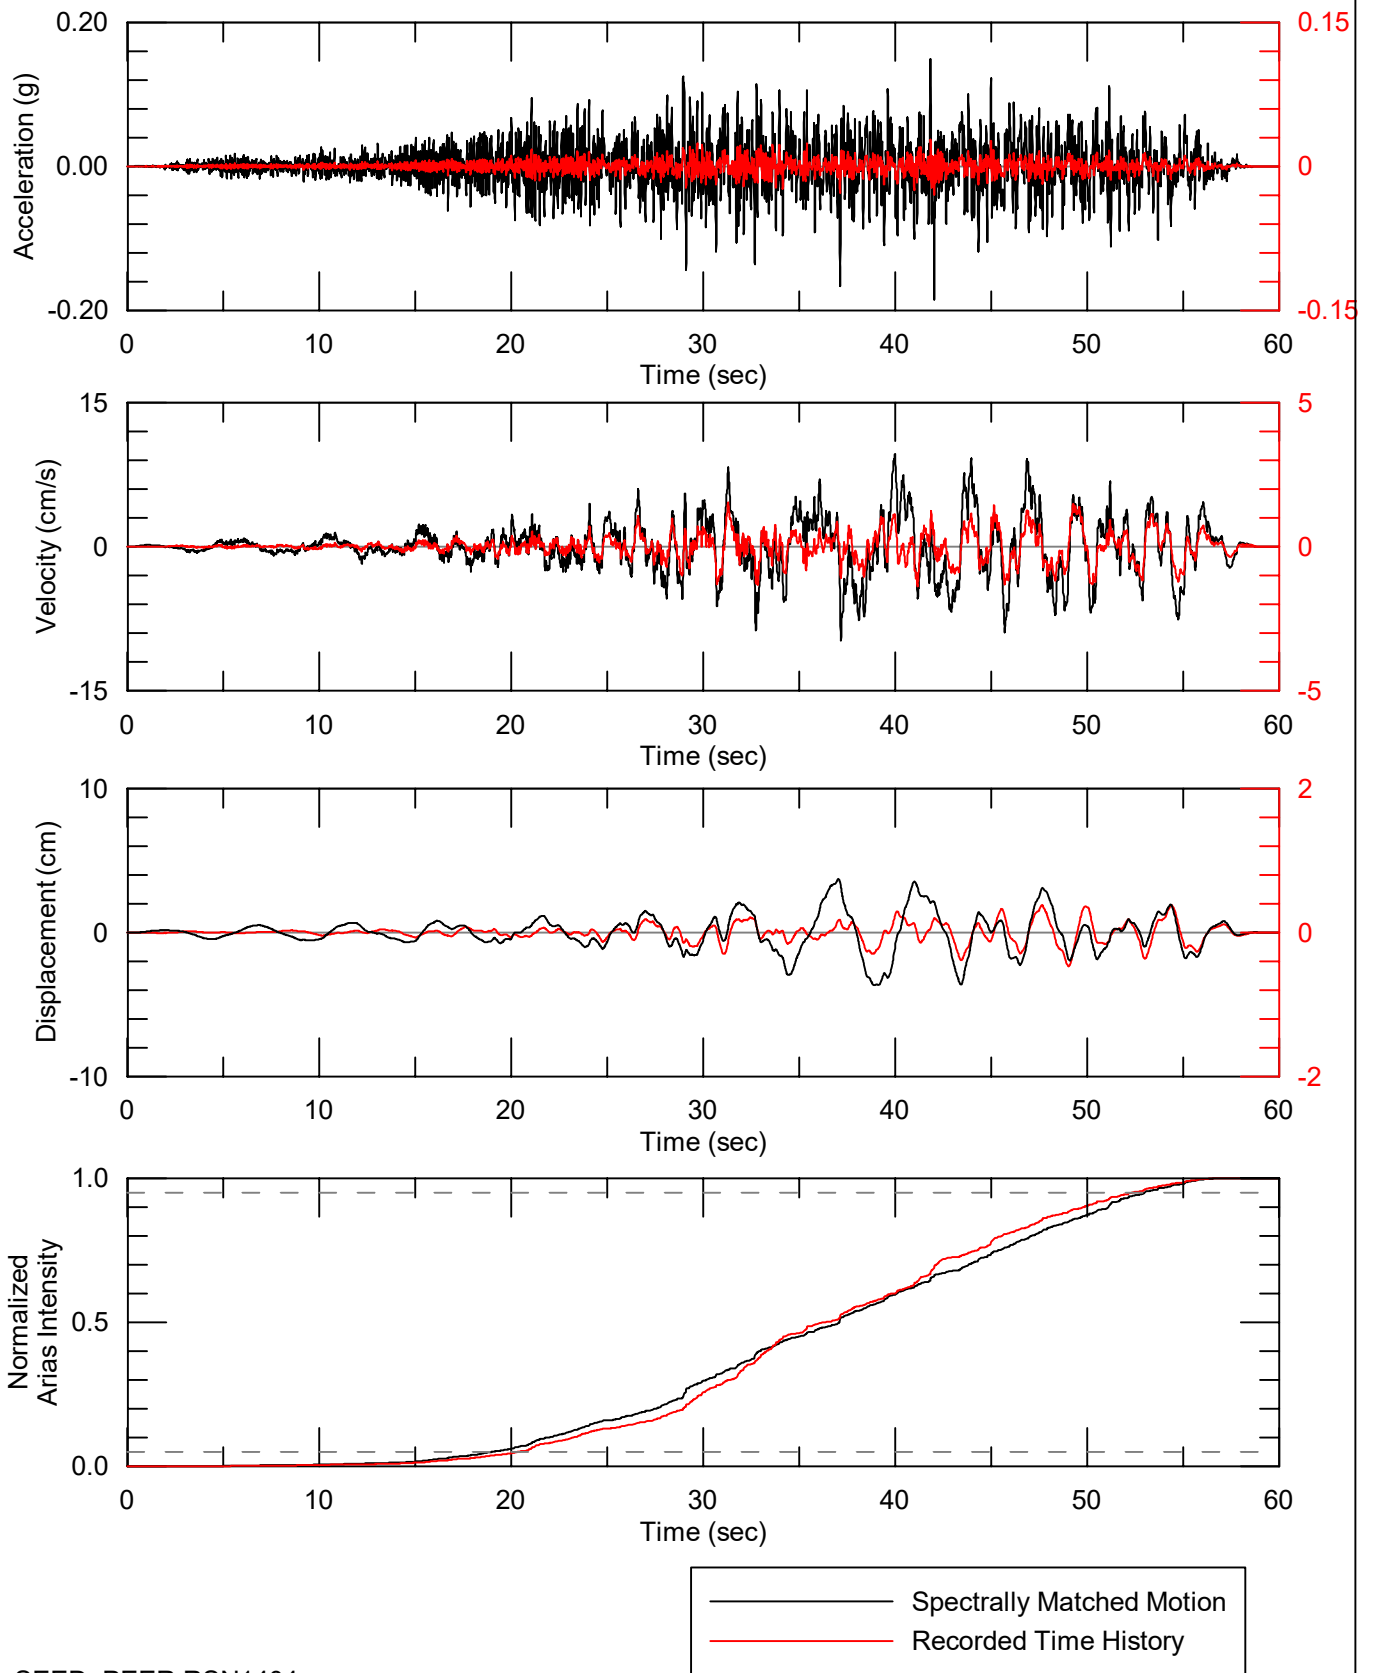 0.20
0.15
Acceleration (g)
0.00
0
-0.20
-0.15
0 10 20 30 40 50 60
Time (sec)
15
5
Velocity (cm/s)
0
0
-15
-5
0 10 20 30 40 50 60
Time (sec)
10
2
Displacement (cm)
0
0
-10
-2
0 10 20 30 40 50 60
Time (sec)
1.0
Normalized
Arias Intensity
0.5
0.0
0 10 20 30 40 50 60
Time (sec)
Spectrally Matched Motion
Recorded Time History